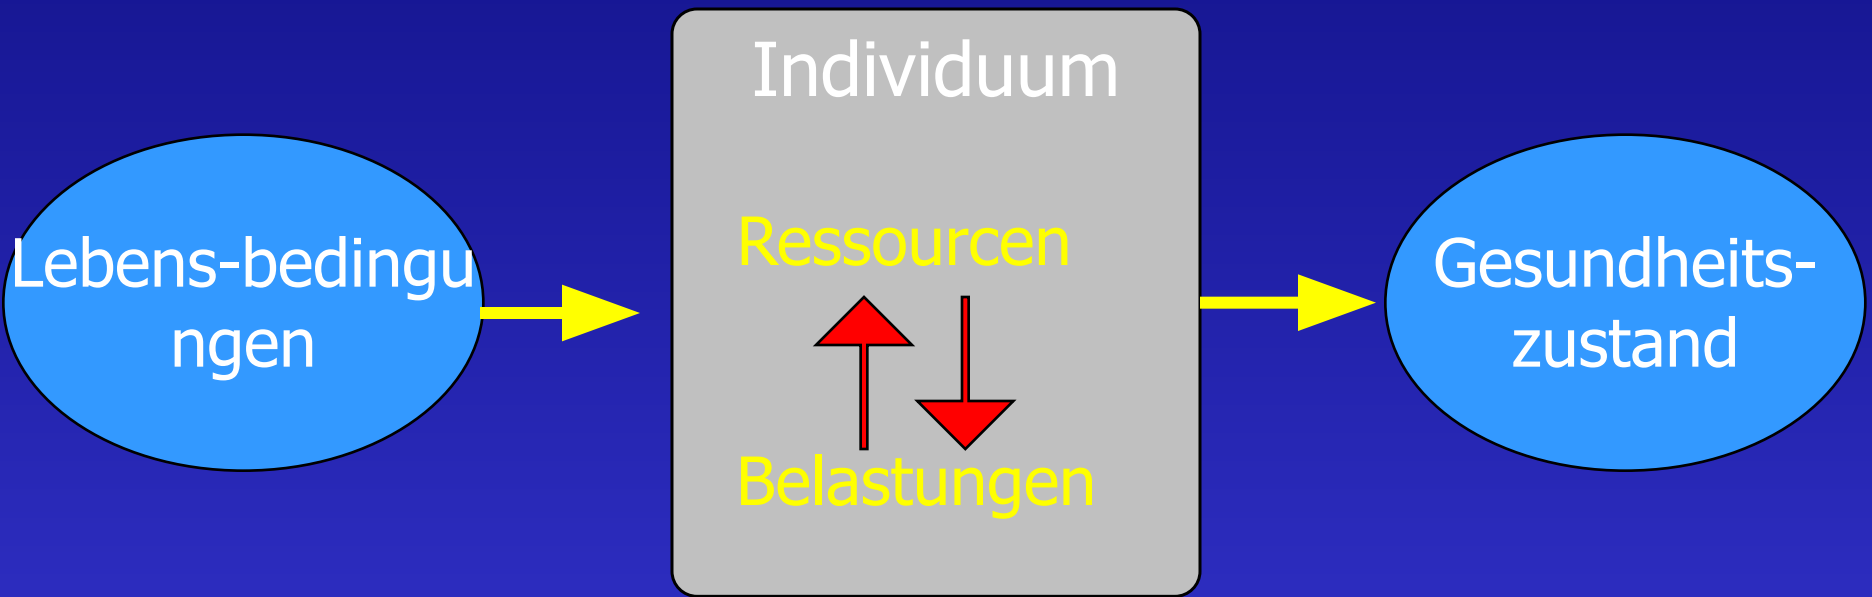 Individuum
Lebens-bedingu
ngen
Ressourcen
Belastungen
Gesundheits-
zustand